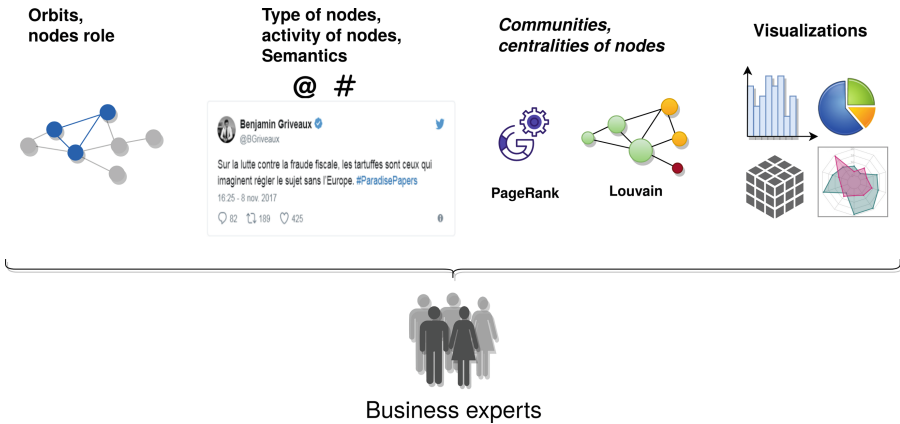 Orbits,
nodes role
Type of nodes,
activity of nodes,
Semantics
@ #
Benjamin Griveaux
@BGriveaux
Sur la lutte contre la fraude fiscale, les tartuffes sont ceux qui
imaginent régler le sujet sans l'Europe. #ParadisePapers
16:25 - 8 nov. 2017
82 189 425
Communities,
centralities of nodes
PageRank
Louvain
Visualizations
Business experts